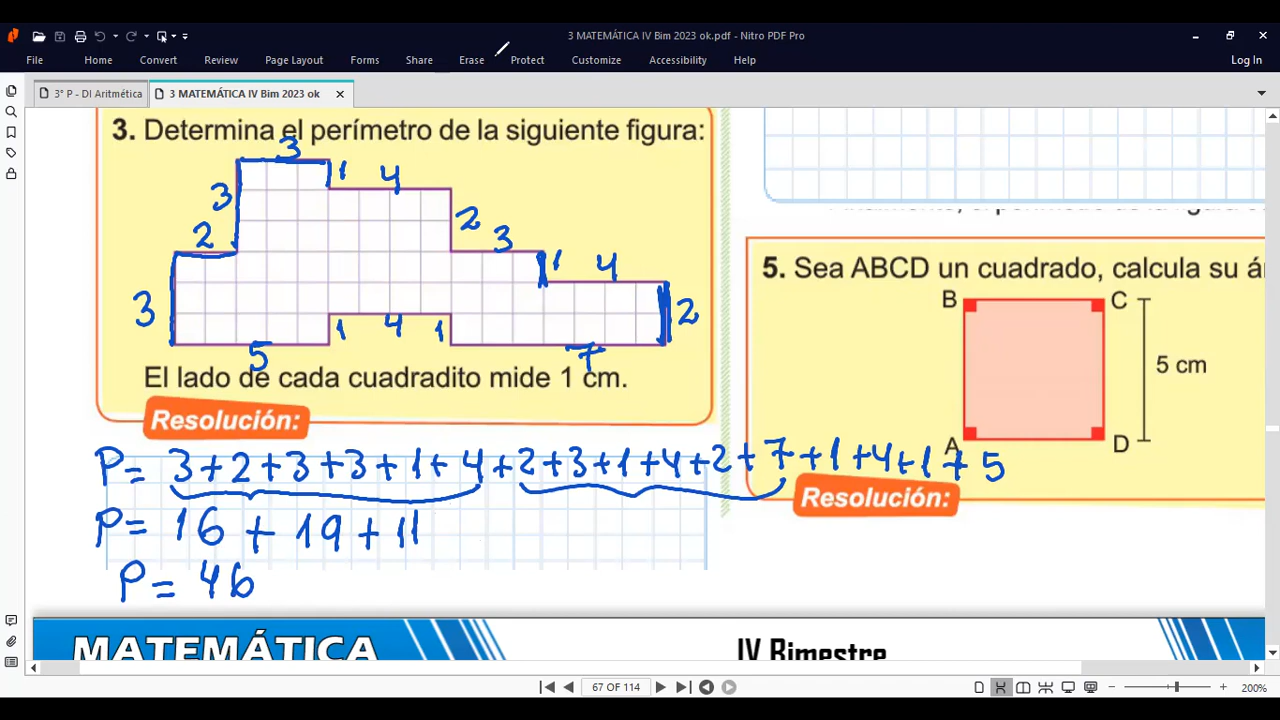 3 MATEMÁTICA IV Bim 2023 ok.pdf - Nitro PDF Pro
File Home Convert Review Page Layout Forms Share Erase Protect Customize Accessibility Help Log In
3° P - DI Aritmética
3 MATEMÁTICA IV Bim 2023 ok
3. Determina el perímetro de la siguiente figura:
3
1
4
3
2
2
3
1
4
3
1
4
1
2
5
7
El lado de cada cuadradito mide 1 cm.
Resolución:
P= 3+2+3+3+1+4+2+3+1+4+2+7+1+4+1+5
P= 16 + 19 + 11
P= 46
5. Sea ABCD un cuadrado, calcula su ár
B
C
5 cm
A
D
Resolución:
MATEMÁTICA
IV Bimestre
67 OF 114
200%